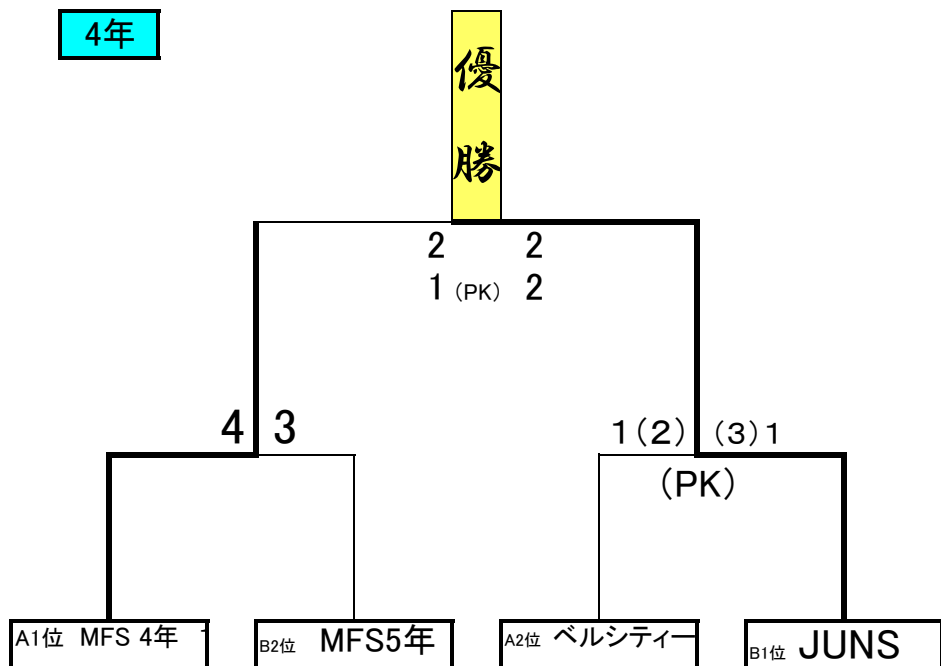 4年
優勝
2 2
1 (PK) 2
4 3
1(2) (3)1
(PK)
A1位 MFS 4年
B2位 MFS5年
A2位 ベルシティー
B1位 JUNS